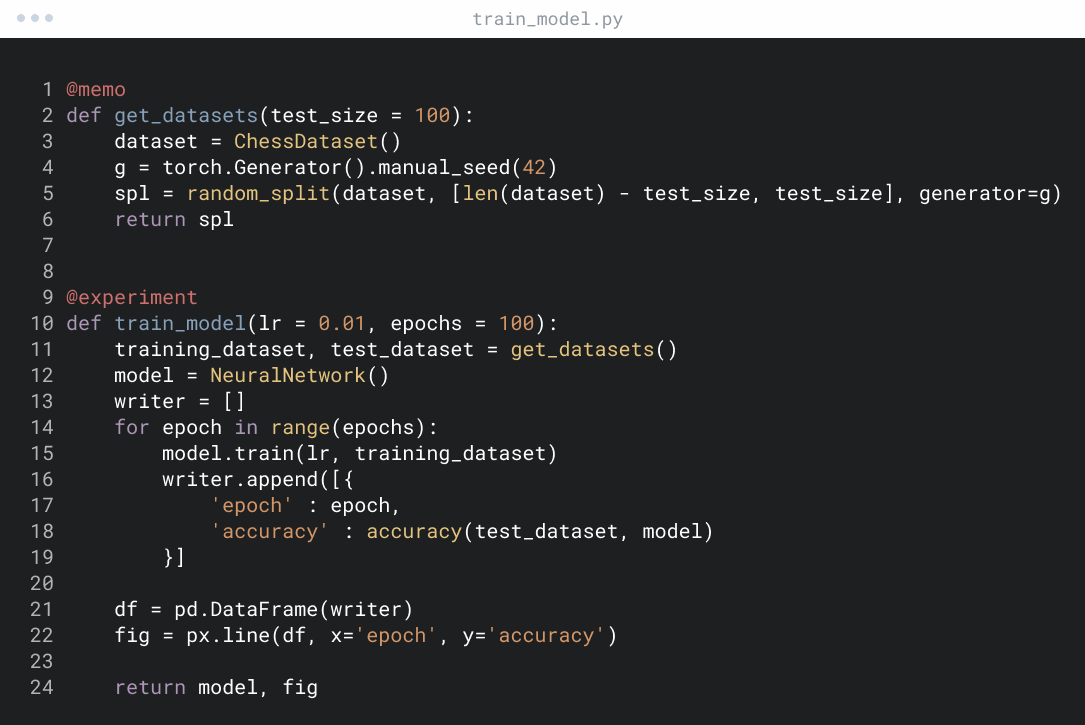 train_model.py
1 @memo
2 def get_datasets(test_size = 100):
3     dataset = ChessDataset()
4     g = torch.Generator().manual_seed(42)
5     spl = random_split(dataset, [len(dataset) - test_size, test_size], generator=g)
6     return spl
7
8
9 @experiment
10 def train_model(lr = 0.01, epochs = 100):
11     training_dataset, test_dataset = get_datasets()
12     model = NeuralNetwork()
13     writer = []
14     for epoch in range(epochs):
15         model.train(lr, training_dataset)
16         writer.append([{
17             'epoch' : epoch,
18             'accuracy' : accuracy(test_dataset, model)
19         }]
20
21     df = pd.DataFrame(writer)
22     fig = px.line(df, x='epoch', y='accuracy')
23
24     return model, fig